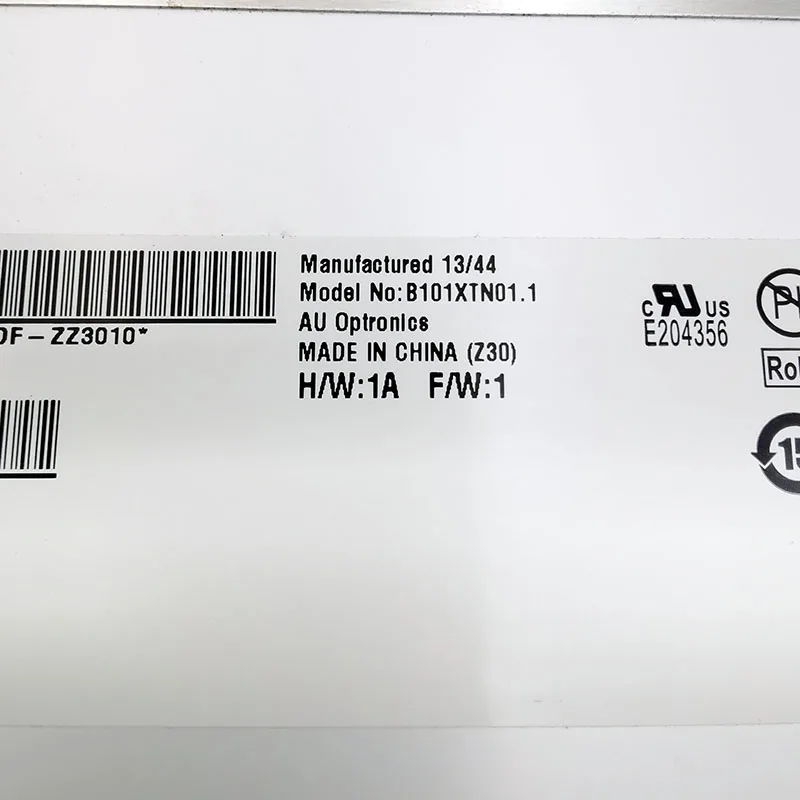 Manufactured 13/44
Model No:B101XTN01.1
AU Optronics
MADE IN CHINA (Z30)
H/W:1A F/W:1
DF-ZZ3010*
C US
E204356
15